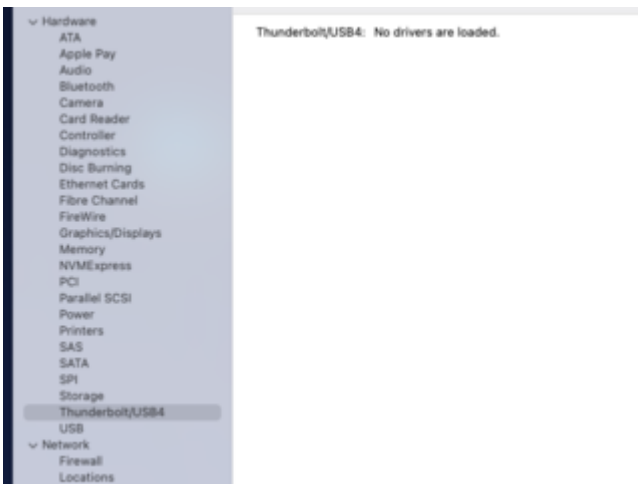 Hardware
ATA
Apple Pay
Audio
Bluetooth
Camera
Card Reader
Controller
Diagnostics
Disc Burning
Ethernet Cards
Fibre Channel
FireWire
Graphics/Displays
Memory
NVMExpress
PCI
Parallel SCSI
Power
Printers
SAS
SATA
SPI
Storage
Thunderbolt/USB4
USB
Network
Firewall
Locations
Thunderbolt/USB4: No drivers are loaded.